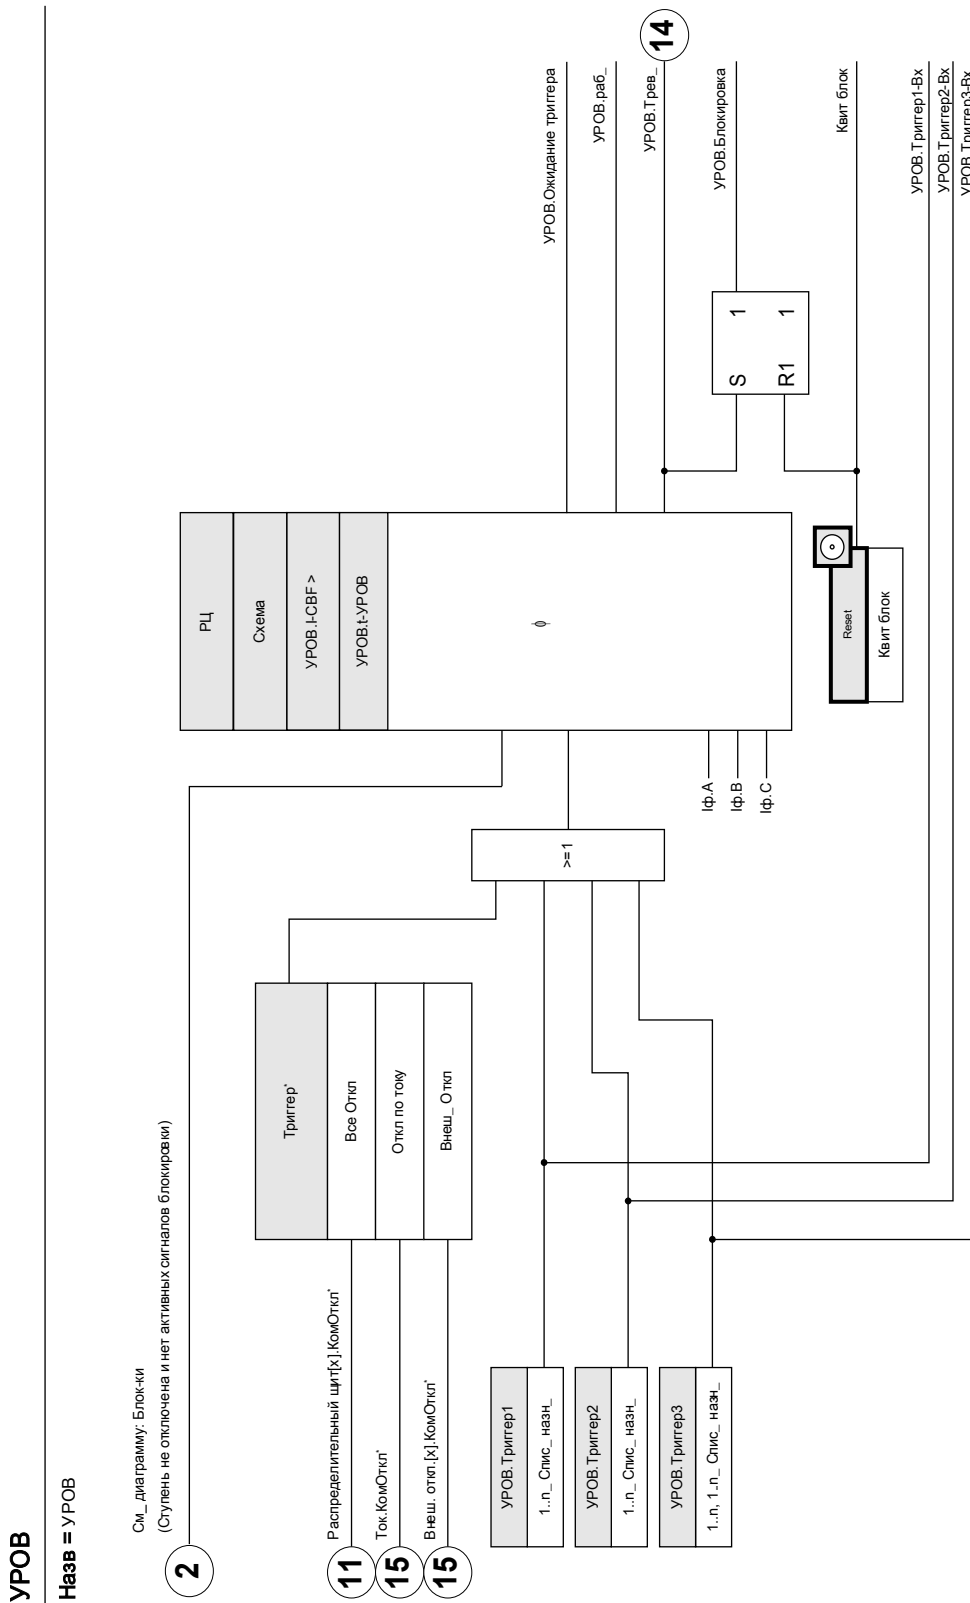 УРОВ
Назв = УРОВ
См_ диаграмму: Блок-ки
(Ступень не отключена и нет активных сигналов блокировки)
2
11
Распределительный щит[x].КомОткл*
15
Ток.КомОткл*
15
Внеш. откл.[x].КомОткл*
Триггер*
Все Откл
Откл по току
Внеш_ Откл
УРОВ.Триггер1
1..n_ Спис_ назн_
УРОВ.Триггер2
1..n_ Спис_ назн_
УРОВ.Триггер3
1..n, 1..n_ Спис_ назн_
>=1
Iф.A
Iф.B
Iф.C
РЦ
Схема
УРОВ.I-CBF >
УРОВ.t-УРОВ
ϕ
Reset
Квит блок
S 1
R1 1
УРОВ.Ожидание триггера
УРОВ.раб_
УРОВ.Трев_
14
УРОВ.Блокировка
Квит блок
УРОВ.Триггер1-Вх
УРОВ.Триггер2-Вх
УРОВ.Триггер3-Вх